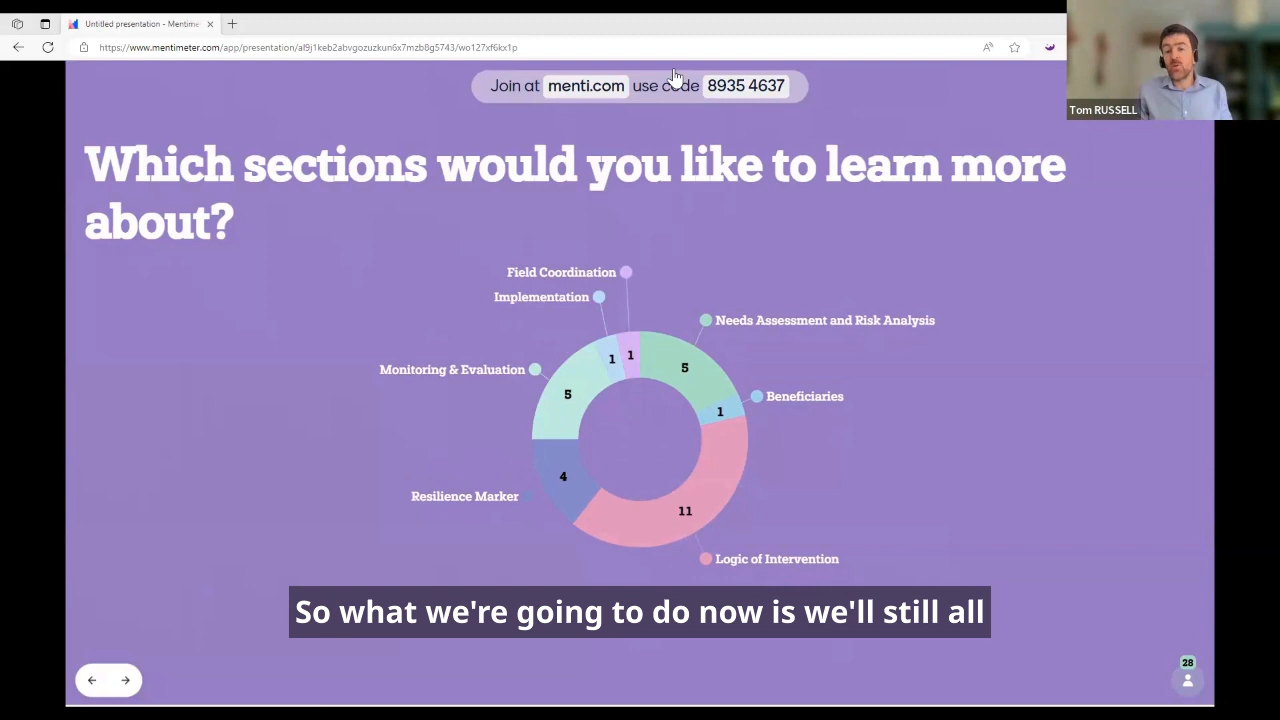 Untitled presentation - Mentime
https://www.mentimeter.com/app/presentation/al9j1keb2abvgozuzkun6x7mzb8g5743/wo127xf6kx1p
Tom RUSSELL
Join at menti.com use code 8935 4637
Which sections would you like to learn more
about?
Field Coordination
Implementation
Needs Assessment and Risk Analysis
1
1
5
Monitoring & Evaluation
5
Beneficiaries
1
4
Resilience Marker
11
Logic of Intervention
So what we're going to do now is we'll still all
28